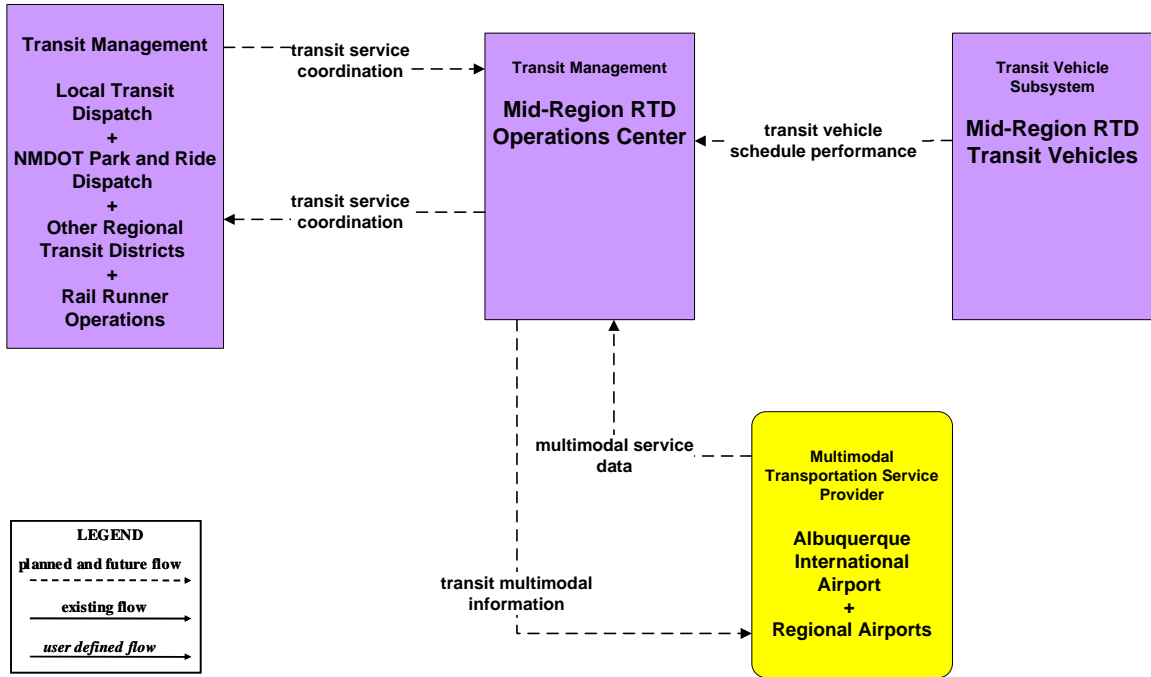 Transit Management
Local Transit
Dispatch
+
NMDOT Park and Ride
Dispatch
+
Other Regional
Transit Districts
+
Rail Runner
Operations
transit service
coordination
transit service
coordination
Transit Management
Mid-Region RTD
Operations Center
transit vehicle
schedule performance
Transit Vehicle
Subsystem
Mid-Region RTD
Transit Vehicles
multimodal service
data
transit multimodal
information
Multimodal
Transportation Service
Provider
Albuquerque
International
Airport
+
Regional Airports
LEGEND
planned and future flow
existing flow
user defined flow